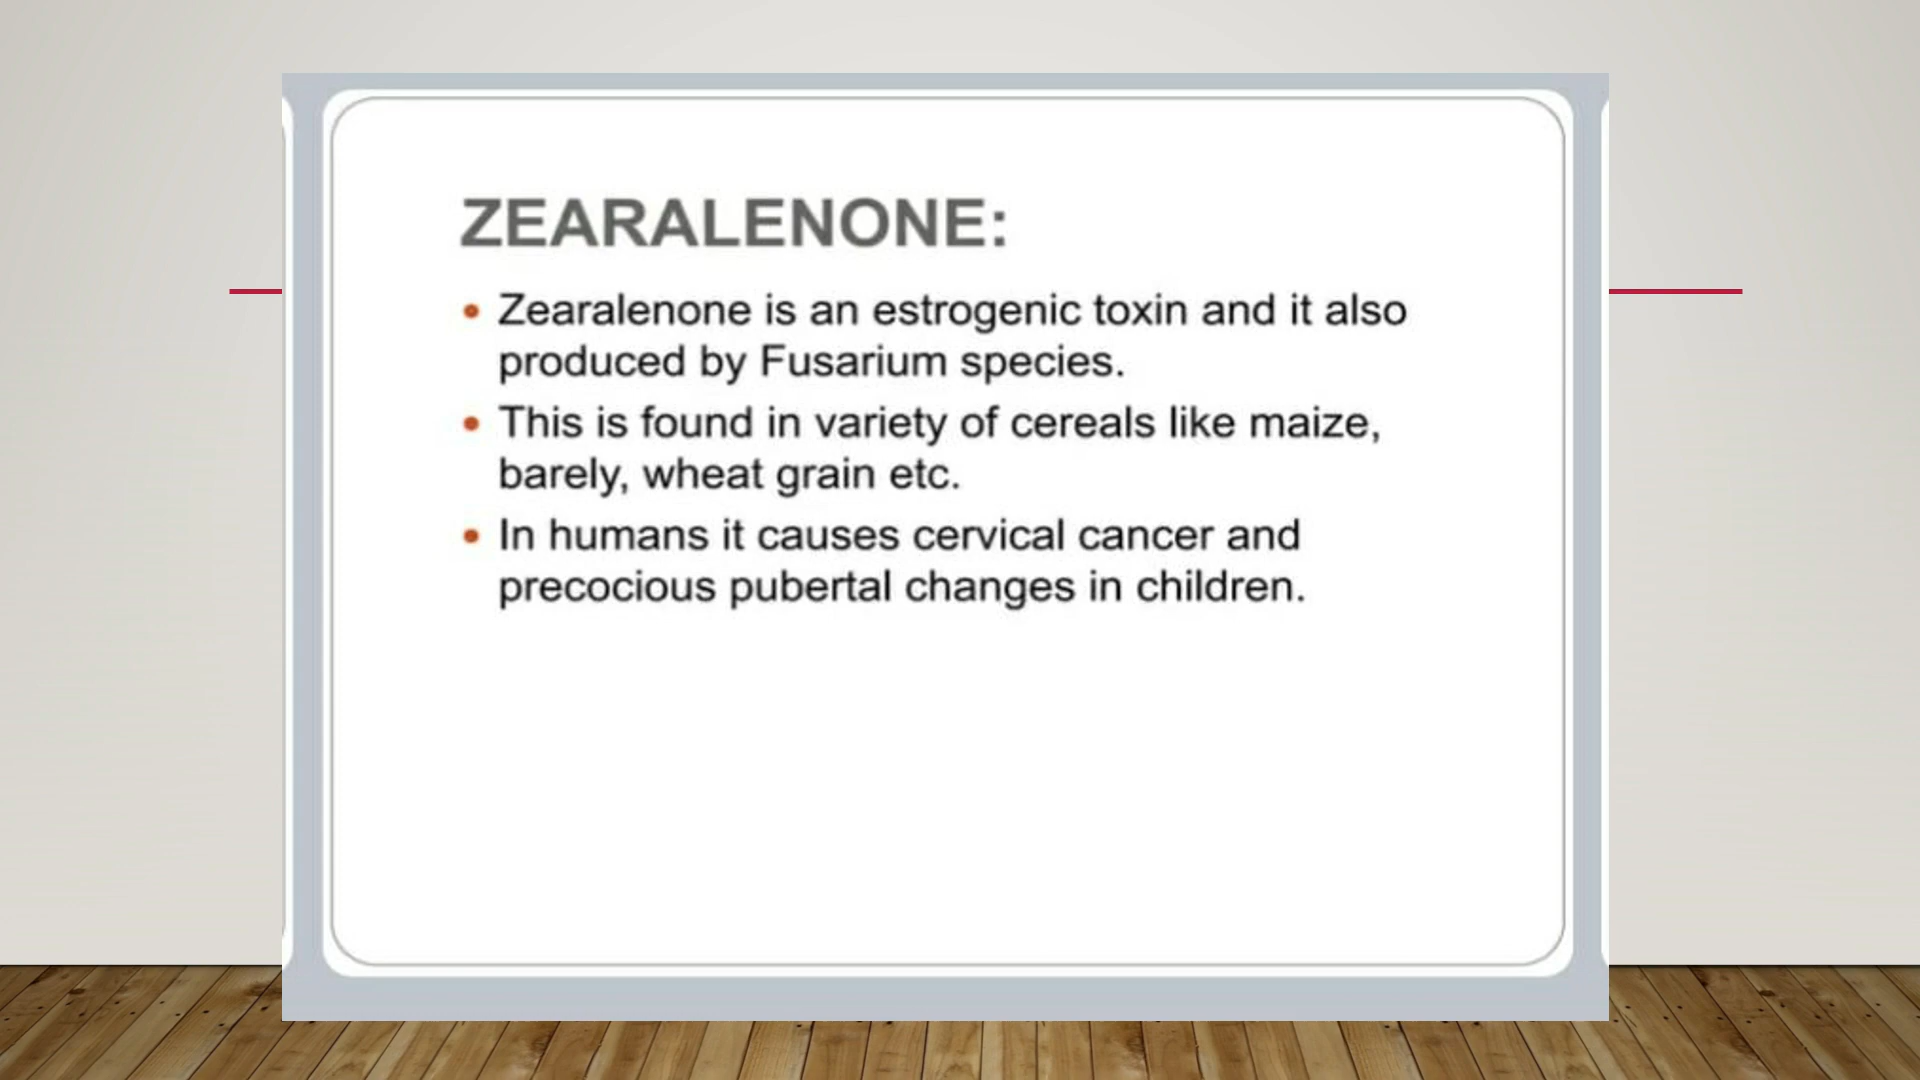 ZEARALENONE:
• Zearalenone is an estrogenic toxin and it also
produced by Fusarium species.
• This is found in variety of cereals like maize,
barely, wheat grain etc.
• In humans it causes cervical cancer and
precocious pubertal changes in children.